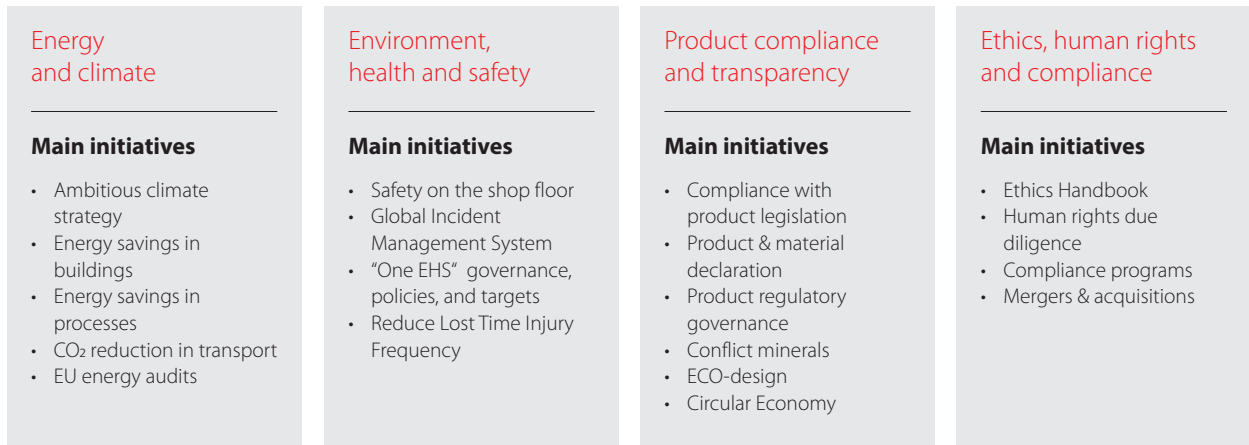 Energy
and climate
Main initiatives
• Ambitious climate
strategy
• Energy savings in
buildings
• Energy savings in
processes
• CO₂ reduction in transport
• EU energy audits
Environment,
health and safety
Main initiatives
• Safety on the shop floor
• Global Incident
Management System
• “One EHS“ governance,
policies, and targets
• Reduce Lost Time Injury
Frequency
Product compliance
and transparency
Main initiatives
• Compliance with
product legislation
• Product & material
declaration
• Product regulatory
governance
• Conflict minerals
• ECO-design
• Circular Economy
Ethics, human rights
and compliance
Main initiatives
• Ethics Handbook
• Human rights due
diligence
• Compliance programs
• Mergers & acquisitions